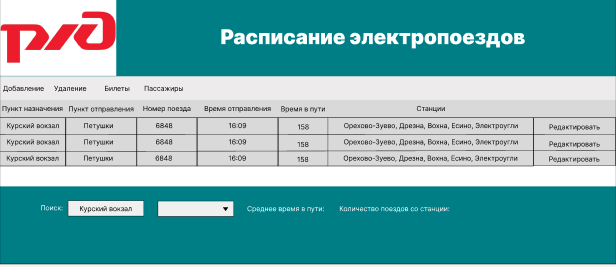 ржд
Расписание электропоездов
Добавление Удаление Билеты Пассажиры
Пункт назначения Пункт отправления Номер поезда Время отправления Время в пути Станции
Курский вокзал Петушки 6848 16:09 158 Орехово-Зуево, Дрезна, Вохна, Есино, Электроугли Редактировать
Курский вокзал Петушки 6848 16:09 158 Орехово-Зуево, Дрезна, Вохна, Есино, Электроугли Редактировать
Курский вокзал Петушки 6848 16:09 158 Орехово-Зуево, Дрезна, Вохна, Есино, Электроугли Редактировать
Поиск: Курский вокзал Среднее время в пути: Количество поездов со станции: